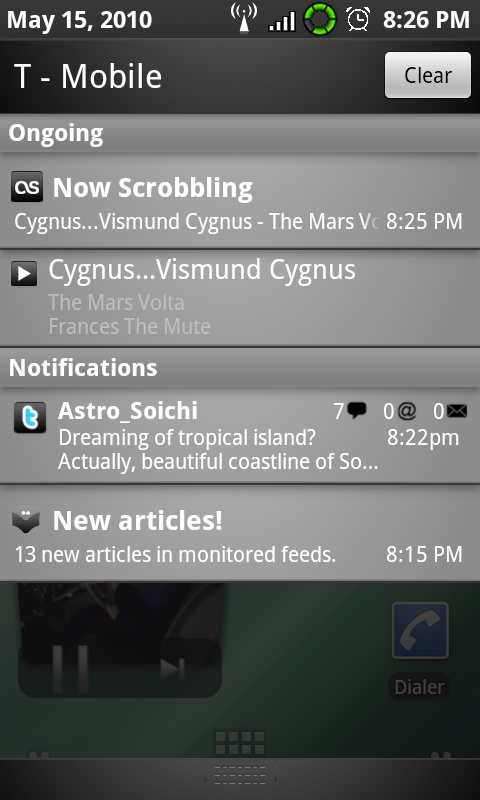 May 15, 2010 8:26 PM
T - Mobile Clear
Ongoing
Now Scrobbling
Cygnus...Vismund Cygnus - The Mars Vo 8:25 PM
Cygnus...Vismund Cygnus
The Mars Volta
Frances The Mute
Notifications
Astro_Soichi 7 0 @ 0
Dreaming of tropical island? 8:22pm
Actually, beautiful coastline of So...
New articles!
13 new articles in monitored feeds. 8:15 PM
Dialer